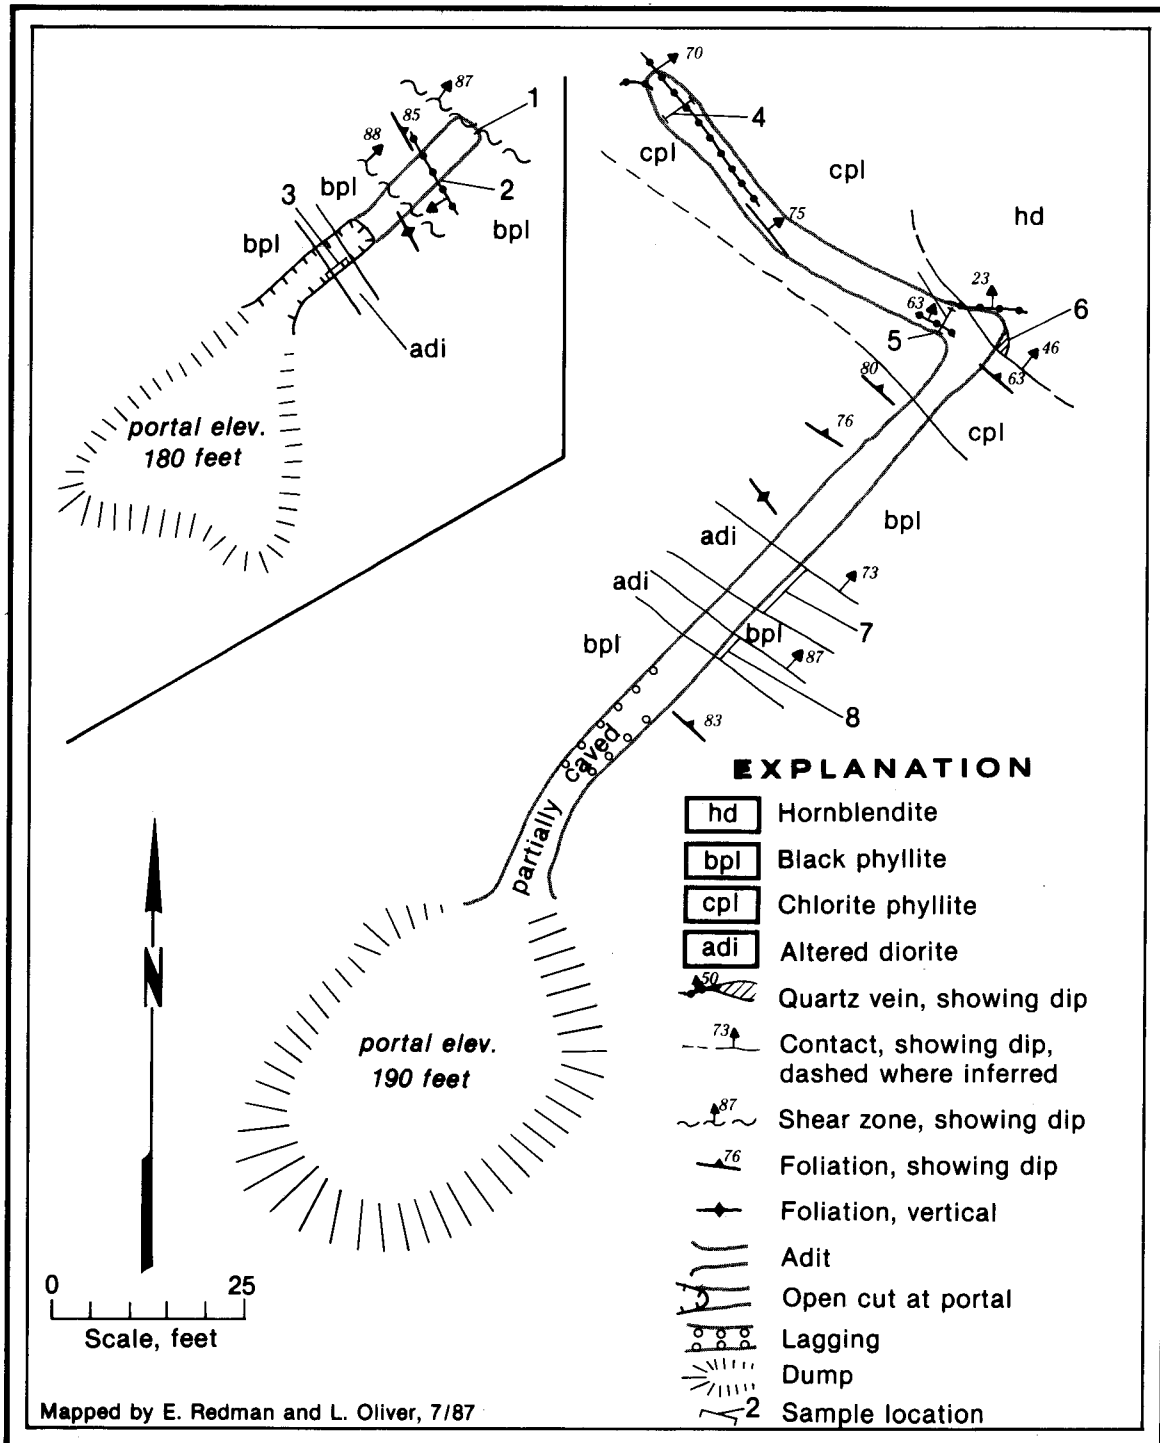 87
1
85
88
2
bpl
3
bpl
bpl
adi
portal elev.
180 feet
70
4
cpl
cpl
75
hd
23
63
6
5
46
80
63
76
cpl
bpl
adi
73
adi
7
bpl
bpl
87
8
83
partially caved
portal elev.
190 feet
N
0 25
Scale, feet
EXPLANATION
hd Hornblendite
bpl Black phyllite
cpl Chlorite phyllite
adi Altered diorite
50 Quartz vein, showing dip
73 Contact, showing dip,
dashed where inferred
87 Shear zone, showing dip
76 Foliation, showing dip
Foliation, vertical
Adit
Open cut at portal
Lagging
Dump
2 Sample location
Mapped by E. Redman and L. Oliver, 7/87